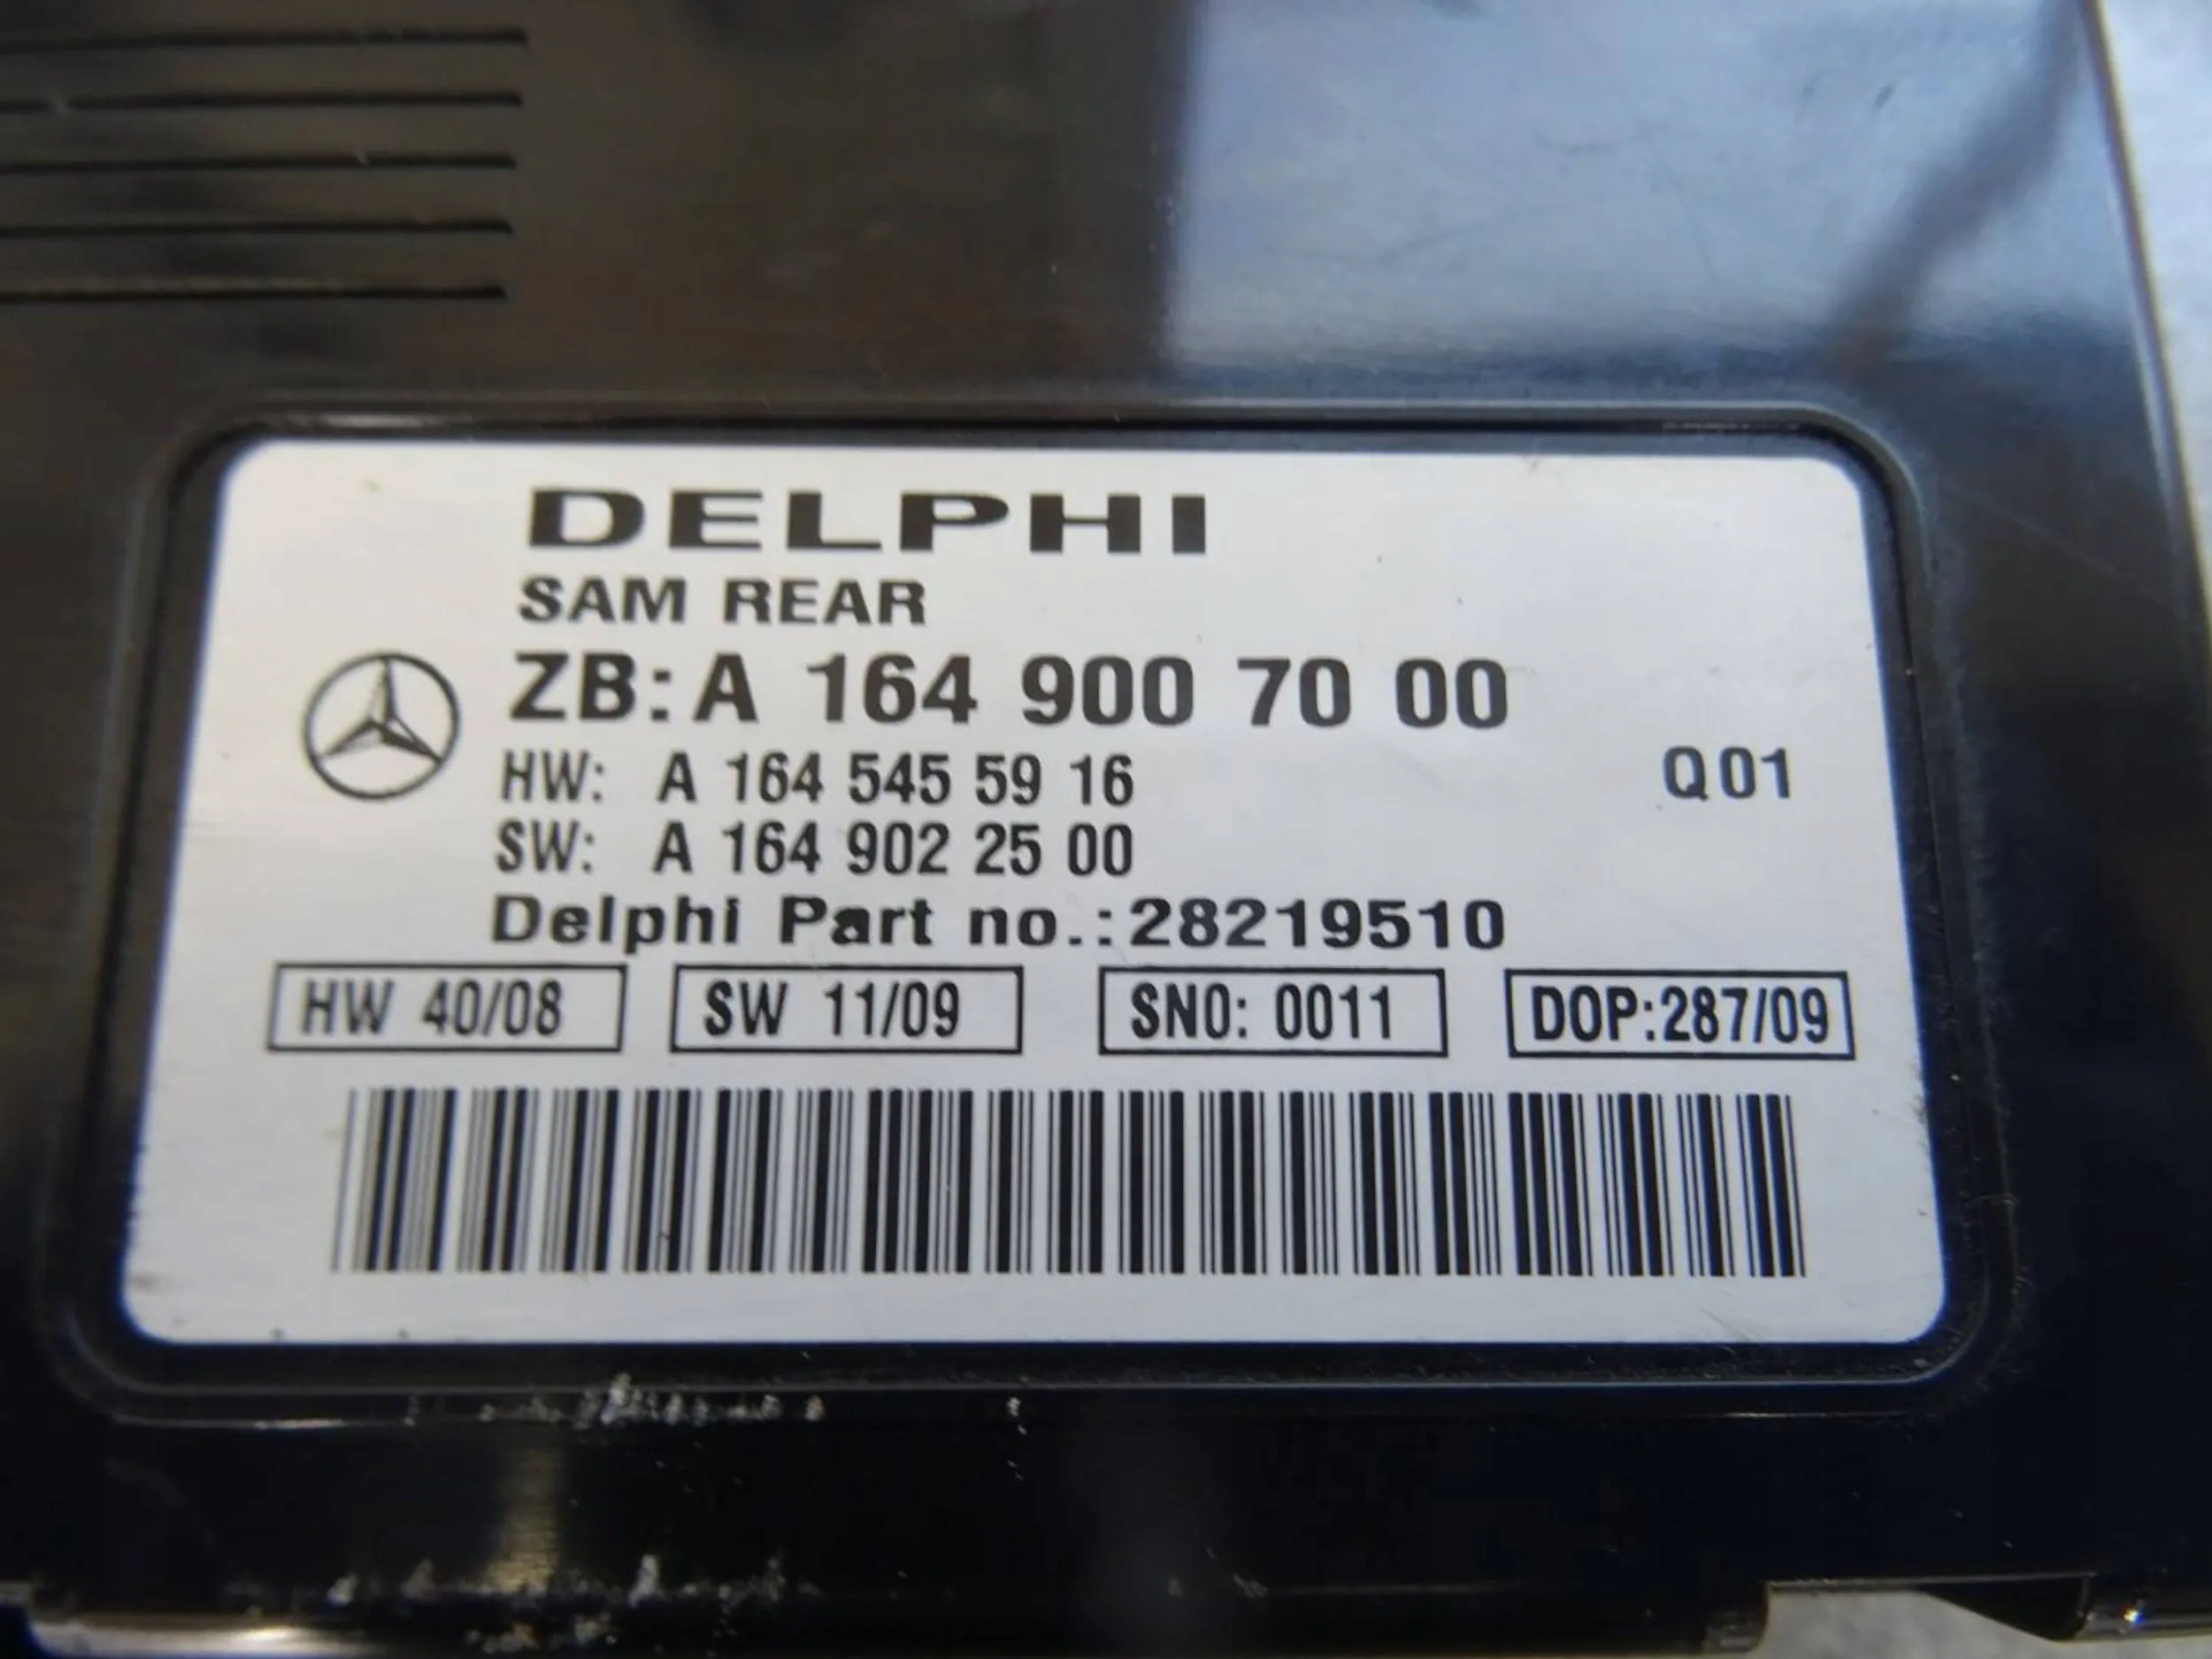 DELPHI
SAM REAR
ZB: A 164 900 70 00
HW: A 164 545 59 16
Q01
SW: A 164 902 25 00
Delphi Part no.:28219510
HW 40/08 SW 11/09 SNO: 0011 DOP:287/09